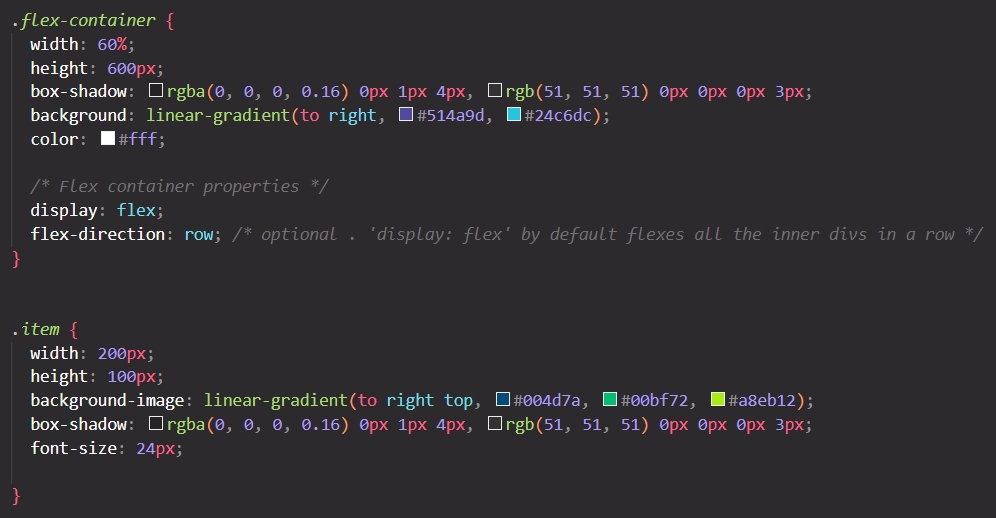 .flex-container {
  width: 60%;
  height: 600px;
  box-shadow: rgba(0, 0, 0, 0.16) 0px 1px 4px, rgb(51, 51, 51) 0px 0px 0px 3px;
  background: linear-gradient(to right, #514a9d, #24c6dc);
  color: #fff;

  /* Flex container properties */
  display: flex;
  flex-direction: row; /* optional . 'display: flex' by default flexes all the inner divs in a row */
}

.item {
  width: 200px;
  height: 100px;
  background-image: linear-gradient(to right top, #004d7a, #00bf72, #a8eb12);
  box-shadow: rgba(0, 0, 0, 0.16) 0px 1px 4px, rgb(51, 51, 51) 0px 0px 0px 3px;
  font-size: 24px;

}